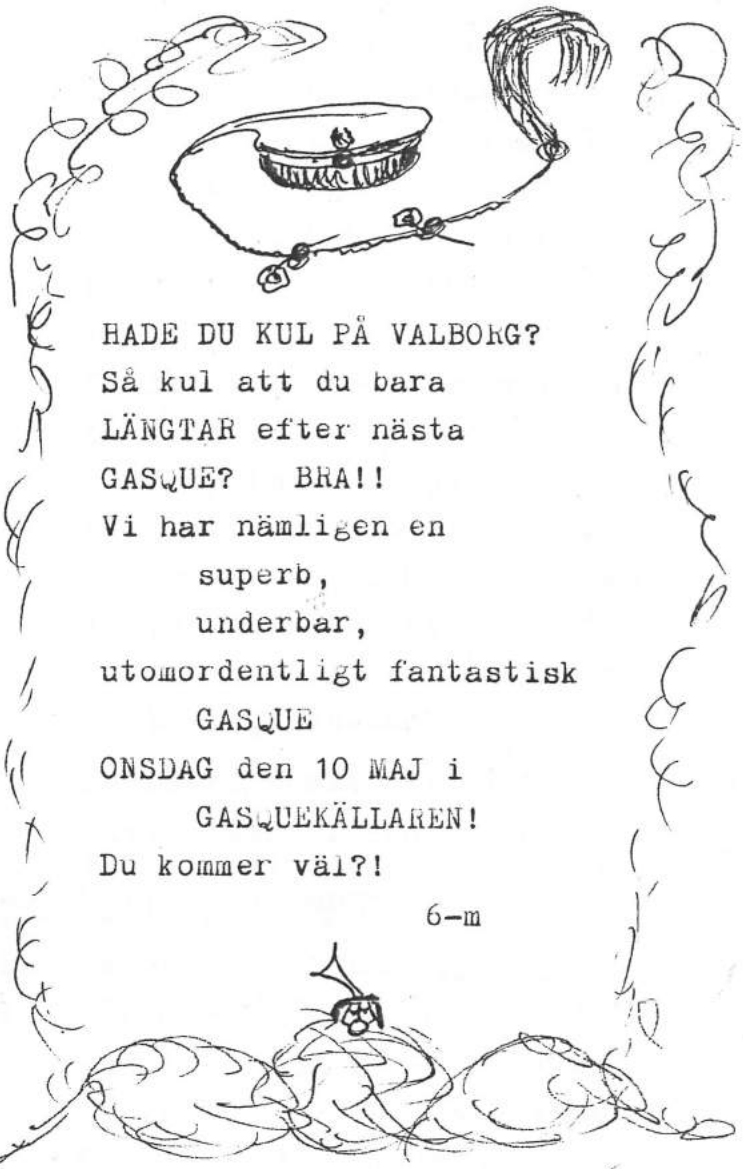 HADE DU KUL PÅ VALBORG?
Så kul att du bara
LÄNGTAR efter nästa
GASQUE? BRA!!
Vi har nämligen en
superb,
underbar,
utomordentligt fantastisk
GASQUE
ONSDAG den 10 MAJ i
GASQUEKÄLLAREN!
Du kommer väl?!
6-m